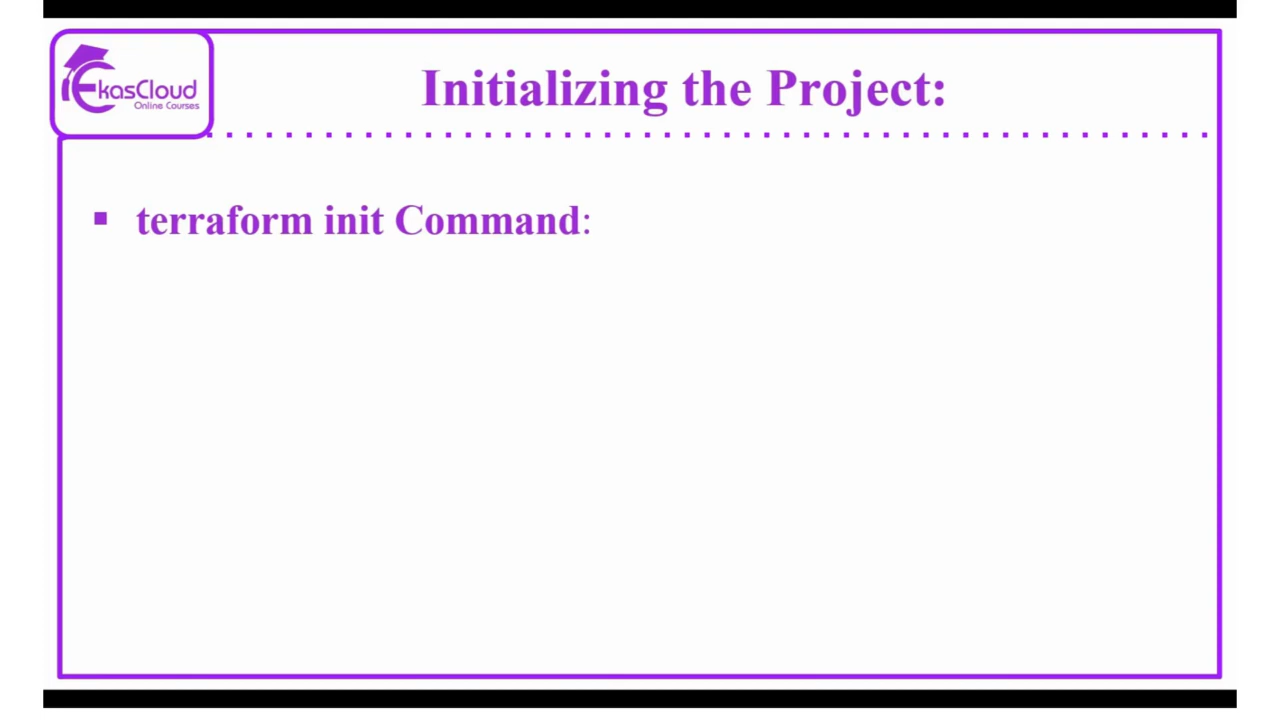 EkasCloud
Online Courses
Initializing the Project:
▪ terraform init Command: